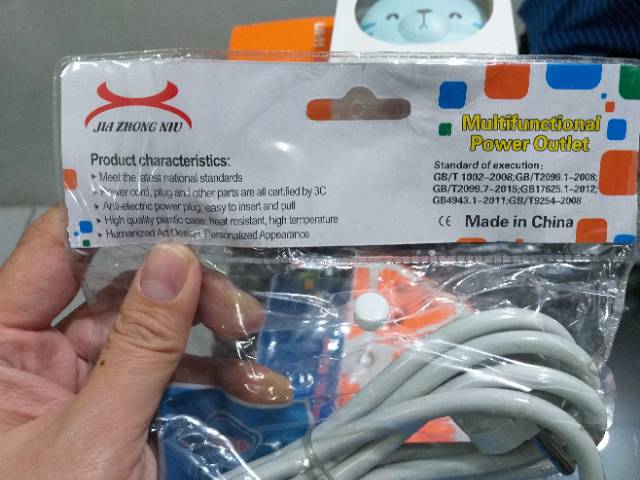 JIA ZHONG NIU
Product characteristics:
Meet the latest national standards
Power cord, plug and other parts are all certified by 3C
Anti-electric power plug, easy to insert and pull
High quality plastic case, heat resistant, high temperature
Humanized Art Design, Personalized Appearance
Multifunctional
Power Outlet
Standard of execution:
GB/T 1002-2008;GB/T2099.1-2008;
GB/T2099.7-2015;GB17625.1-2012;
GB4943.1-2011;GB/T9254-2008
CE Made in China